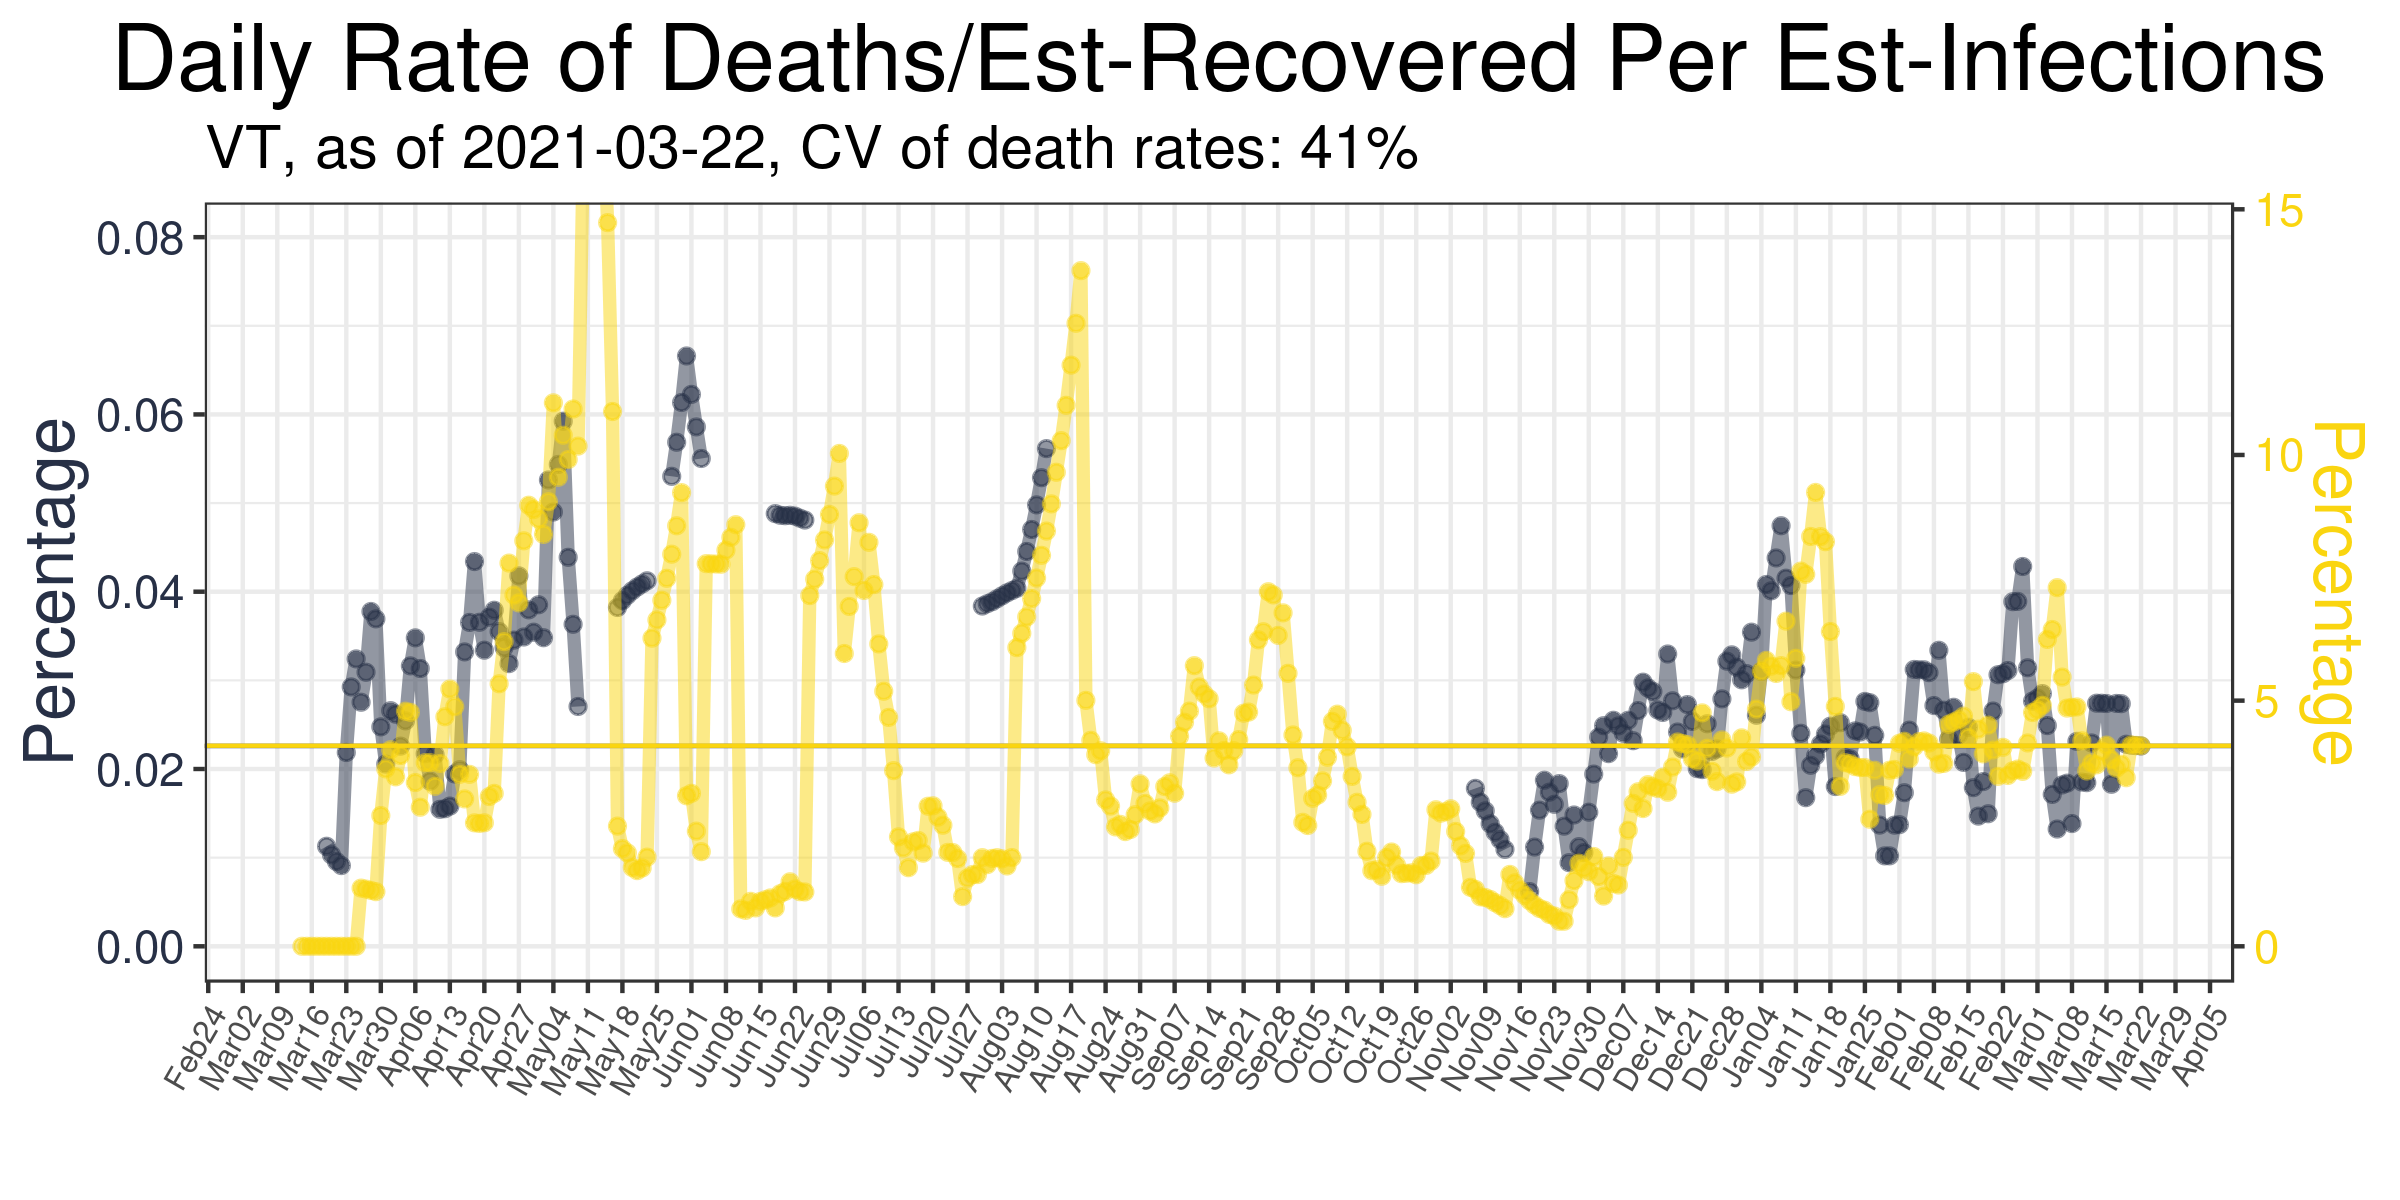 Daily Rate of Deaths/Est-Recovered Per Est-Infections
VT, as of 2021-03-22, CV of death rates: 41%
Percentage
0.08
0.06
0.04
0.02
0.00
15
10
5
0
Percentage
Feb24
Mar02
Mar09
Mar16
Mar23
Mar30
Apr06
Apr13
Apr20
Apr27
May04
May11
May18
May25
Jun01
Jun08
Jun15
Jun22
Jun29
Jul06
Jul13
Jul20
Jul27
Aug03
Aug10
Aug17
Aug24
Aug31
Sep07
Sep14
Sep21
Sep28
Oct05
Oct12
Oct19
Oct26
Nov02
Nov09
Nov16
Nov23
Nov30
Dec07
Dec14
Dec21
Dec28
Jan04
Jan11
Jan18
Jan25
Feb01
Feb08
Feb15
Feb22
Mar01
Mar08
Mar15
Mar22
Mar29
Apr05